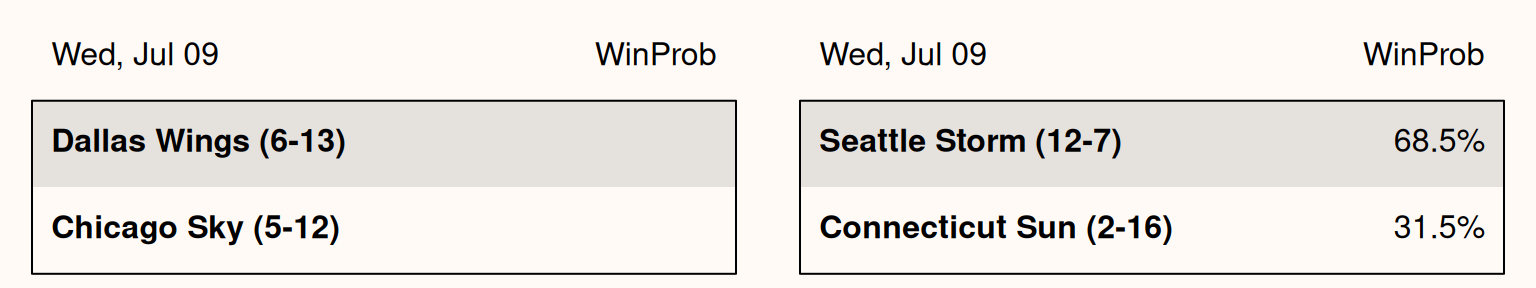 Wed, Jul 09 WinProb
Dallas Wings (6-13)
Chicago Sky (5-12)
Wed, Jul 09 WinProb
Seattle Storm (12-7) 68.5%
Connecticut Sun (2-16) 31.5%